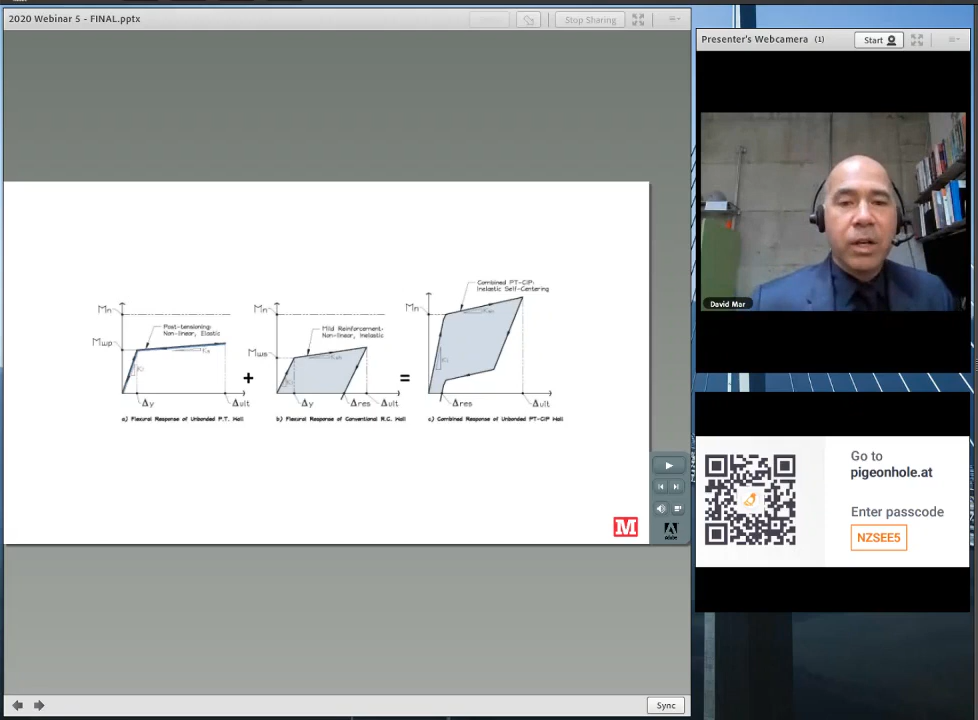 2020 Webinar 5 - FINAL.pptx
Stop Sharing
Presenter's Webcamera (1)
Start
Combined PT-CIP:
Inelastic Self-Centering
Mn
Mn
Post-tensioning:
Non-linear, Elastic
Mild Reinforcement:
Non-linear, Inelastic
Mwp
Mws
+
=
Δy
Δult
Δy
Δres
Δult
Δres
Δult
a) Flexural Response of Unbonded P.T. Wall
b) Flexural Response of Conventional R.C. Wall
c) Combined Response of Unbonded PT-CIP Wall
M
Adobe
Sync
David Mar
Go to
pigeonhole.at
Enter passcode
NZSEE5